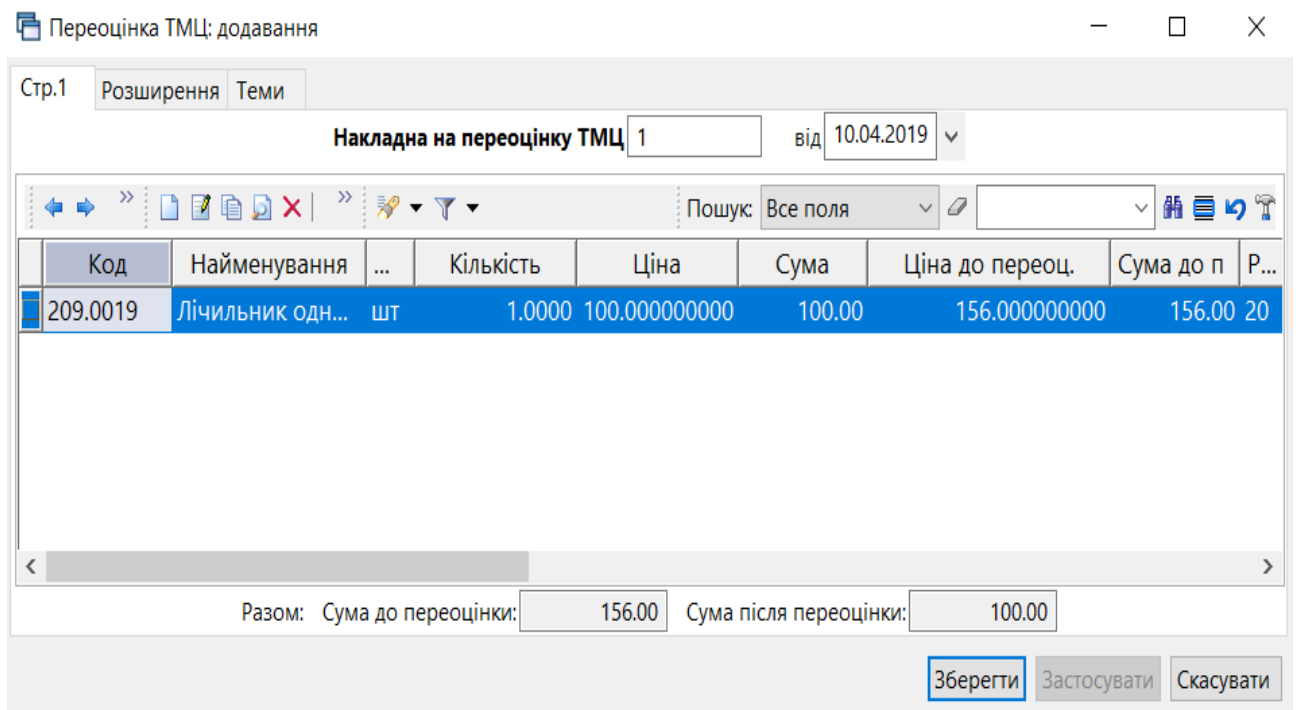 Переоцінка ТМЦ: додавання
Стр.1 Розширення Теми
Накладна на переоцінку ТМЦ 1 від 10.04.2019
Пошук: Все поля
Код Найменування ... Кількість Ціна Сума Ціна до переоц. Сума до п Р...
209.0019 Лічильник одн... шт 1.0000 100.000000000 100.00 156.000000000 156.00 20
Разом: Сума до переоцінки: 156.00 Сума після переоцінки: 100.00
Зберегти Застосувати Скасувати